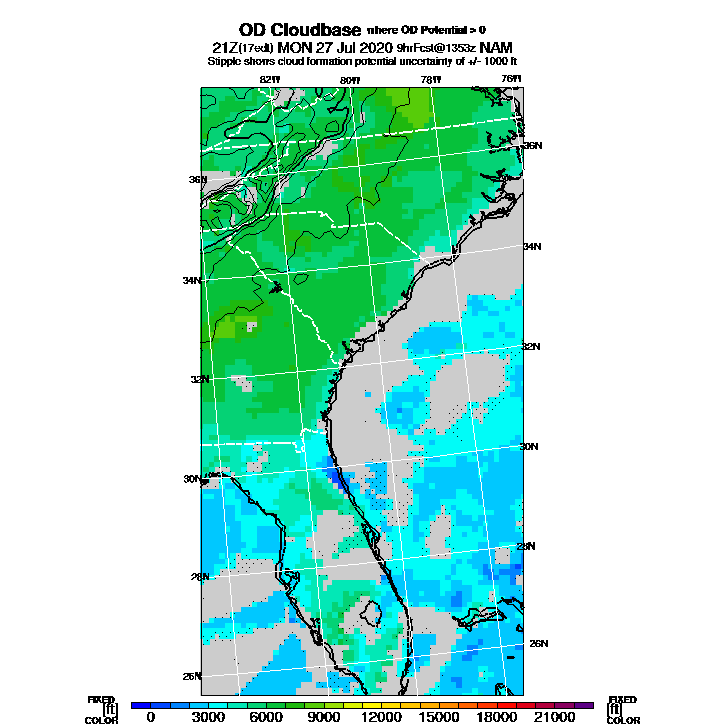 OD Cloudbase where OD Potential > 0
21Z(17edt) MON 27 Jul 2020 9hrFcst@1353z NAM
Stipple shows cloud formation potential uncertainty of +/- 1000 ft
82W 80W 78W 76W
36N
36N
34N
34N
32N
32N
30N
30N
28N
28N
26N
26N
FIXED FIXED
[ft] 0 3000 6000 9000 12000 15000 18000 21000 [ft]
COLOR COLOR